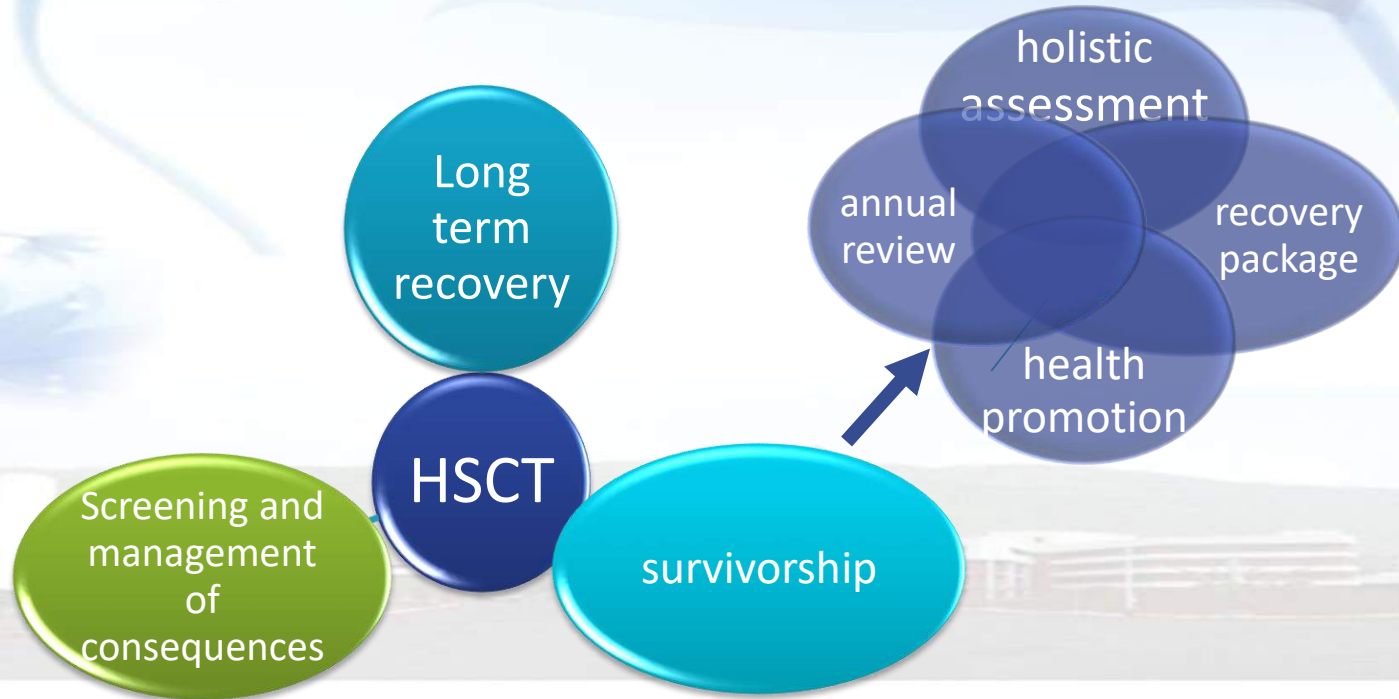 holistic
assessment
Long
term
recovery
annual
review
recovery
package
health
promotion
HSCT
Screening and
management
of
consequences
survivorship